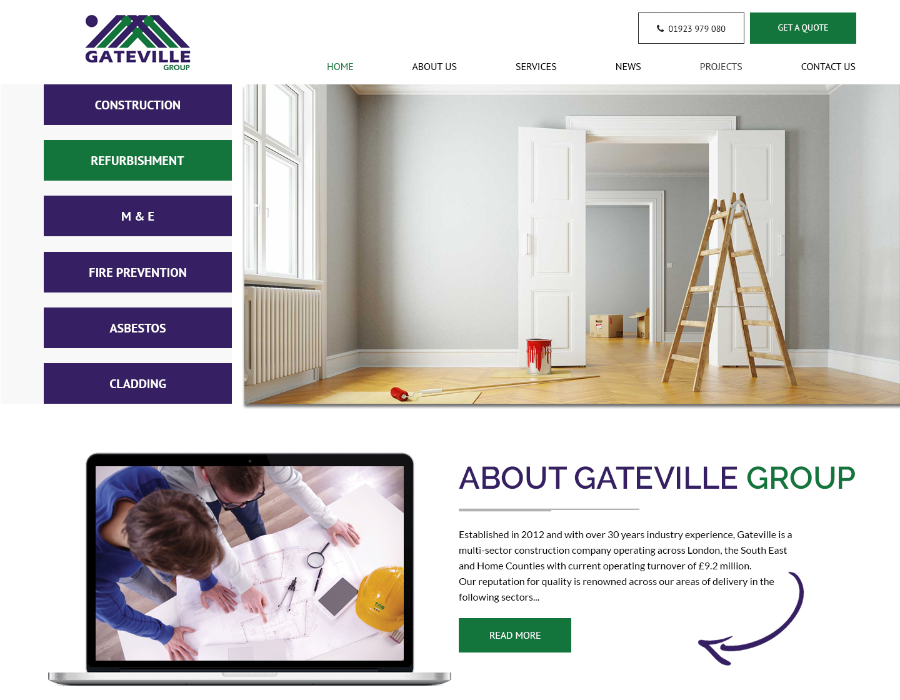 GATEVILLE
GROUP
01923 979 080
GET A QUOTE
HOME
ABOUT US
SERVICES
NEWS
PROJECTS
CONTACT US
CONSTRUCTION
REFURBISHMENT
M & E
FIRE PREVENTION
ASBESTOS
CLADDING
ABOUT GATEVILLE GROUP
Established in 2012 and with over 30 years industry experience, Gateville is a
multi-sector construction company operating across London, the South East
and Home Counties with current operating turnover of £9.2 million.
Our reputation for quality is renowned across our areas of delivery in the
following sectors...
READ MORE